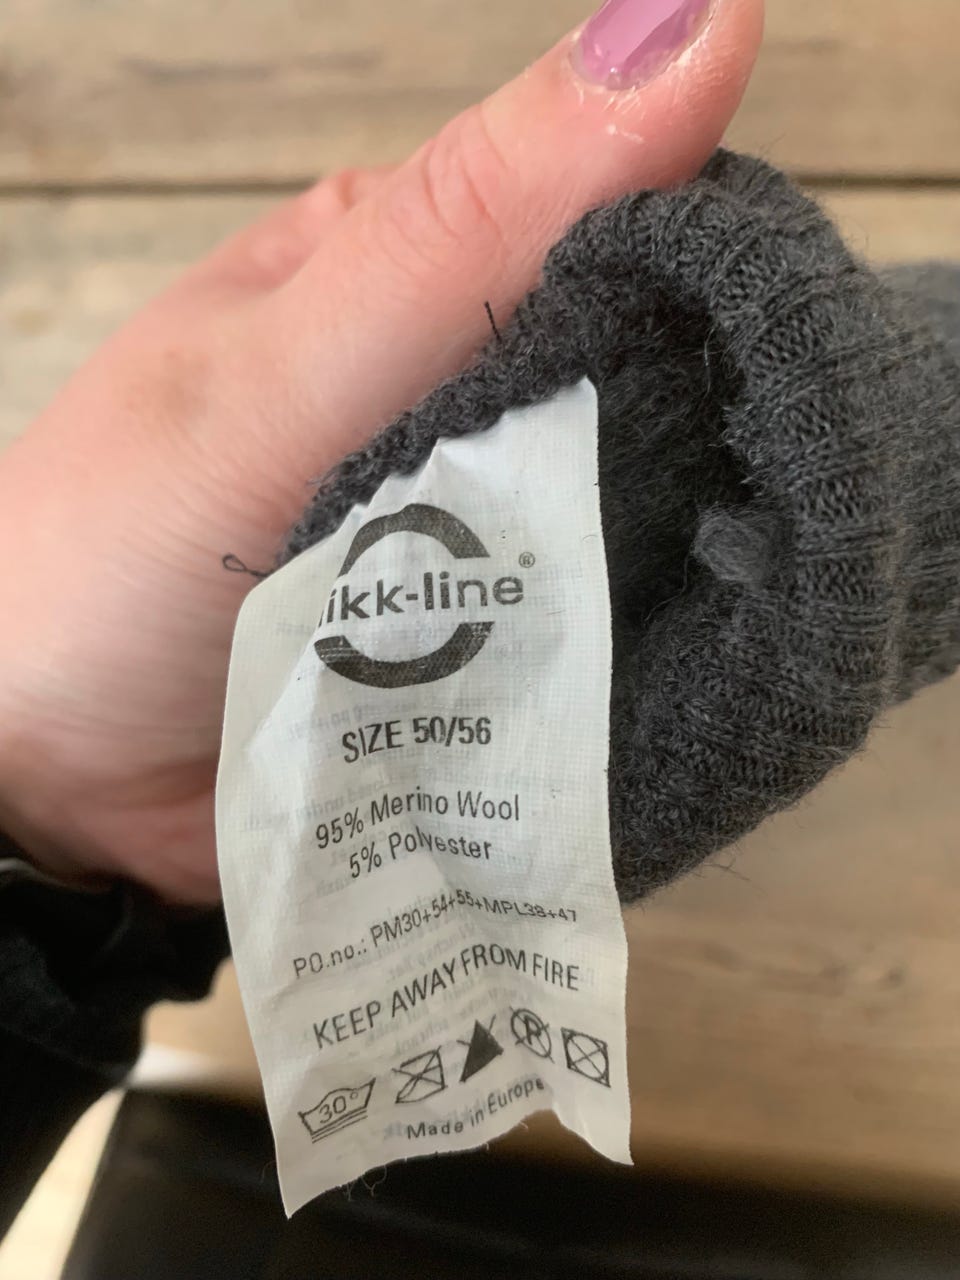 ikk-line®
SIZE 50/56
95% Merino Wool
5% Polyester
PO.no.: PM30+54+55+MPL38+47
KEEP AWAY FROM FIRE
30°
P
Made in Europe